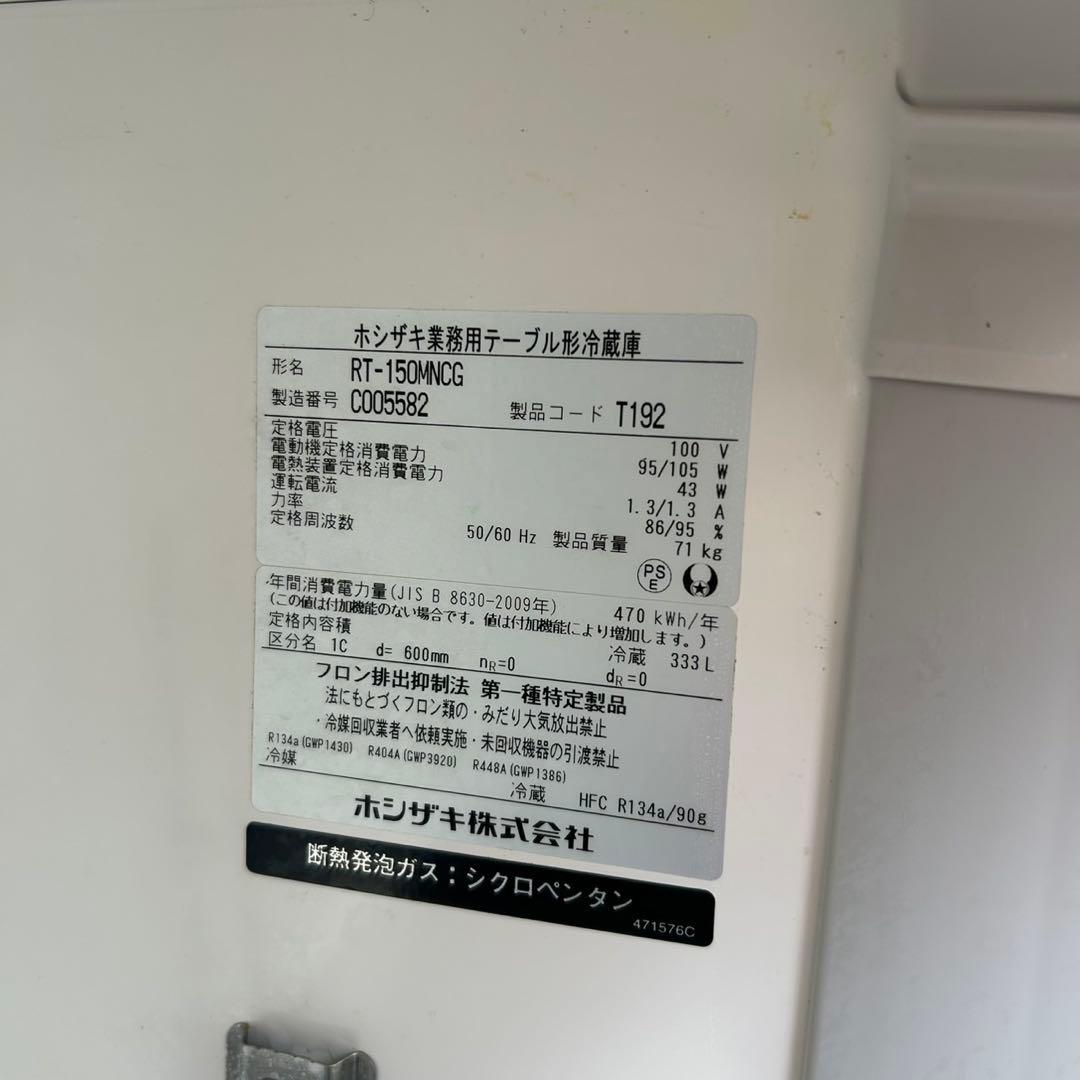 ホシザキ業務用テーブル形冷蔵庫
形名 RT-150MNCG
製造番号 C005582 製品コード T192
定格電圧 100 V
電動機定格消費電力 95/105 W
電熱装置定格消費電力 43 W
運転電流 1.3/1.3 A
力率 86/95 %
定格周波数 50/60 Hz 製品質量 71 kg
PS
E
年間消費電力量(JIS B 8630-2009年) 470 kWh/年
(この値は付加機能のない場合です。値は付加機能により増加します。)
定格内容積 冷蔵 333 L
区分名 1C d= 600mm nR=0 dR=0
フロン排出抑制法 第一種特定製品
法にもとづくフロン類の・みだり大気放出禁止
・冷媒回収業者へ依頼実施・未回収機器の引渡禁止
R134a(GWP1430) R404A(GWP3920) R448A(GWP1386)
冷媒 冷蔵 HFC R134a/90g
ホシザキ株式会社
断熱発泡ガス：シクロペンタン
471576C